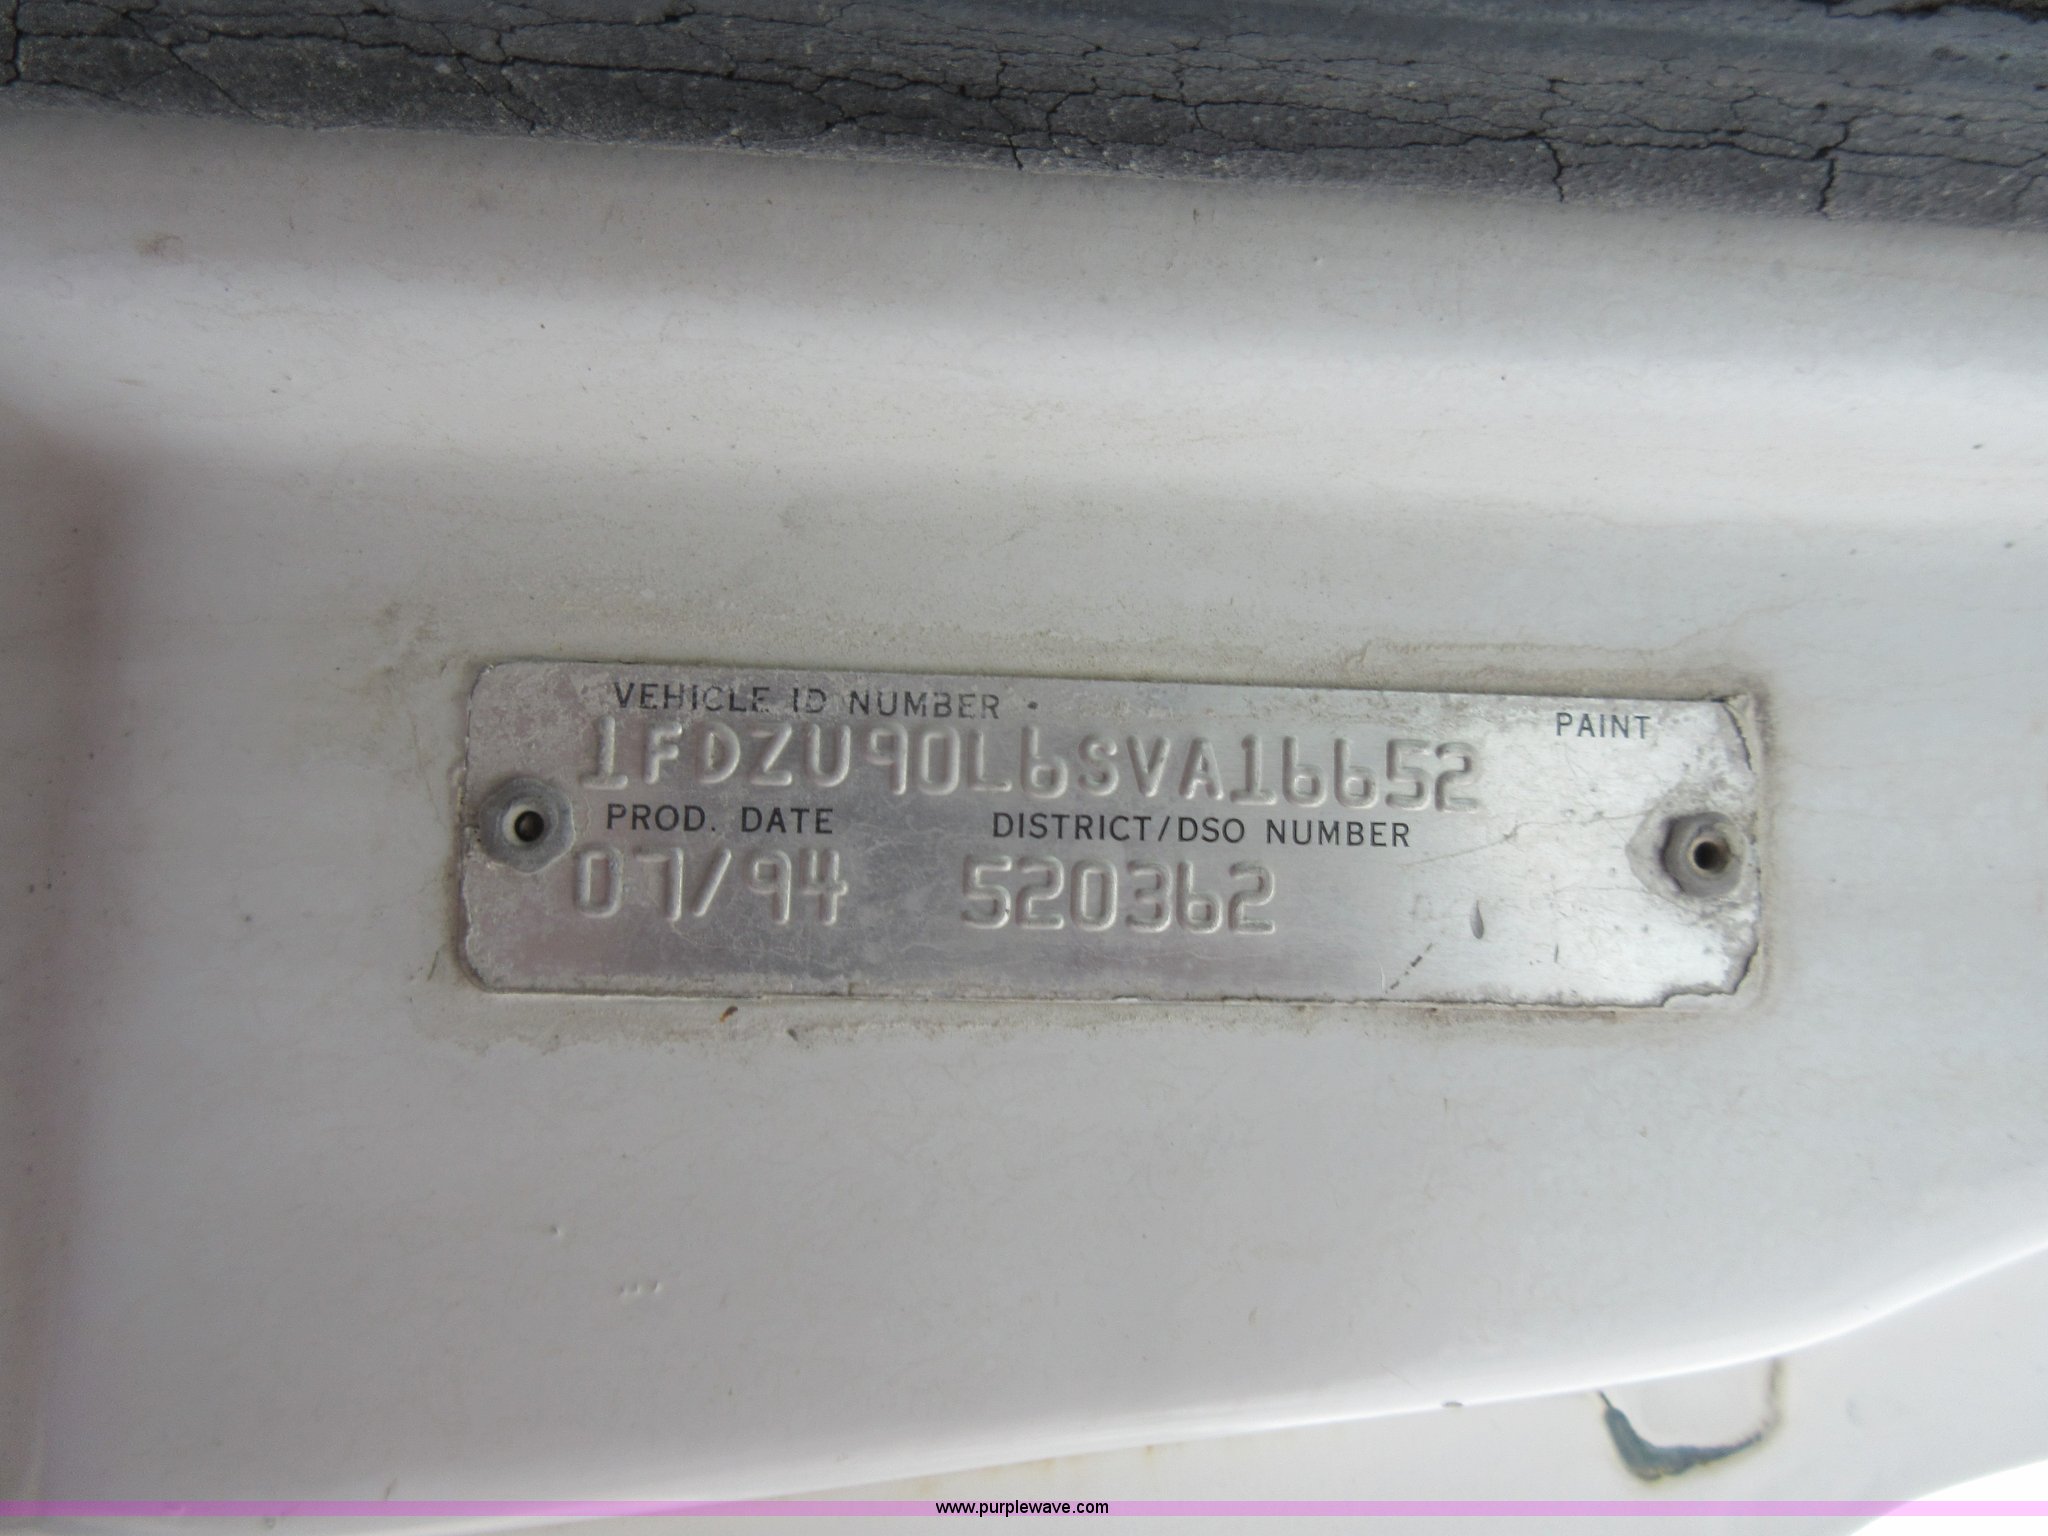 VEHICLE ID NUMBER
PAINT
1FDZU90L6SVA16652
PROD. DATE DISTRICT/DSO NUMBER
07/94 520362
www.purplewave.com